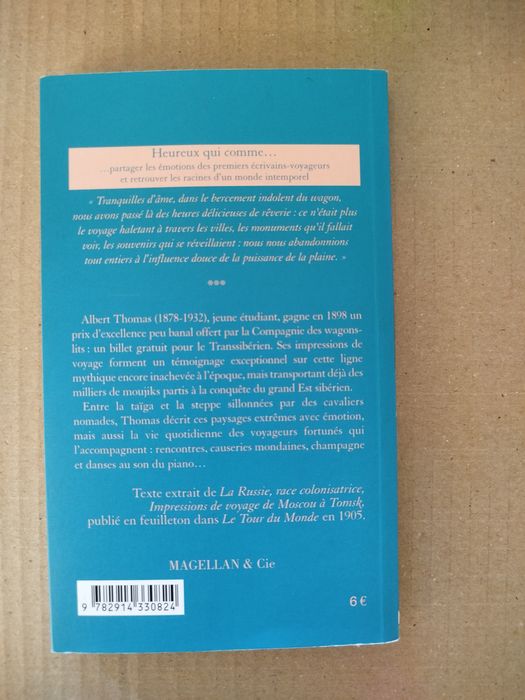 Heureux qui comme…
…partager les émotions des premiers écrivains-voyageurs
et retrouver les racines d'un monde intemporel
« Tranquilles d'âme, dans le bercement indolent du wagon,
nous avons passé là des heures délicieuses de rêverie : ce n'était plus
le voyage haletant à travers les villes, les monuments qu'il fallait
voir, les souvenirs qui se réveillaient : nous nous abandonnions
tout entiers à l'influence douce de la puissance de la plaine. »
Albert Thomas (1878-1932), jeune étudiant, gagne en 1898 un
prix d'excellence peu banal offert par la Compagnie des wagons-
lits : un billet gratuit pour le Transsibérien. Ses impressions de
voyage forment un témoignage exceptionnel sur cette ligne
mythique encore inachevée à l'époque, mais transportant déjà des
milliers de moujiks partis à la conquête du grand Est sibérien.
Entre la taïga et la steppe sillonnées par des cavaliers
nomades, Thomas décrit ces paysages extrêmes avec émotion,
mais aussi la vie quotidienne des voyageurs fortunés qui
l'accompagnent : rencontres, causeries mondaines, champagne
et danses au son du piano…
Texte extrait de La Russie, race colonisatrice,
Impressions de voyage de Moscou à Tomsk,
publié en feuilleton dans Le Tour du Monde en 1905.
MAGELLAN & Cie
9 782914 330824
6 €